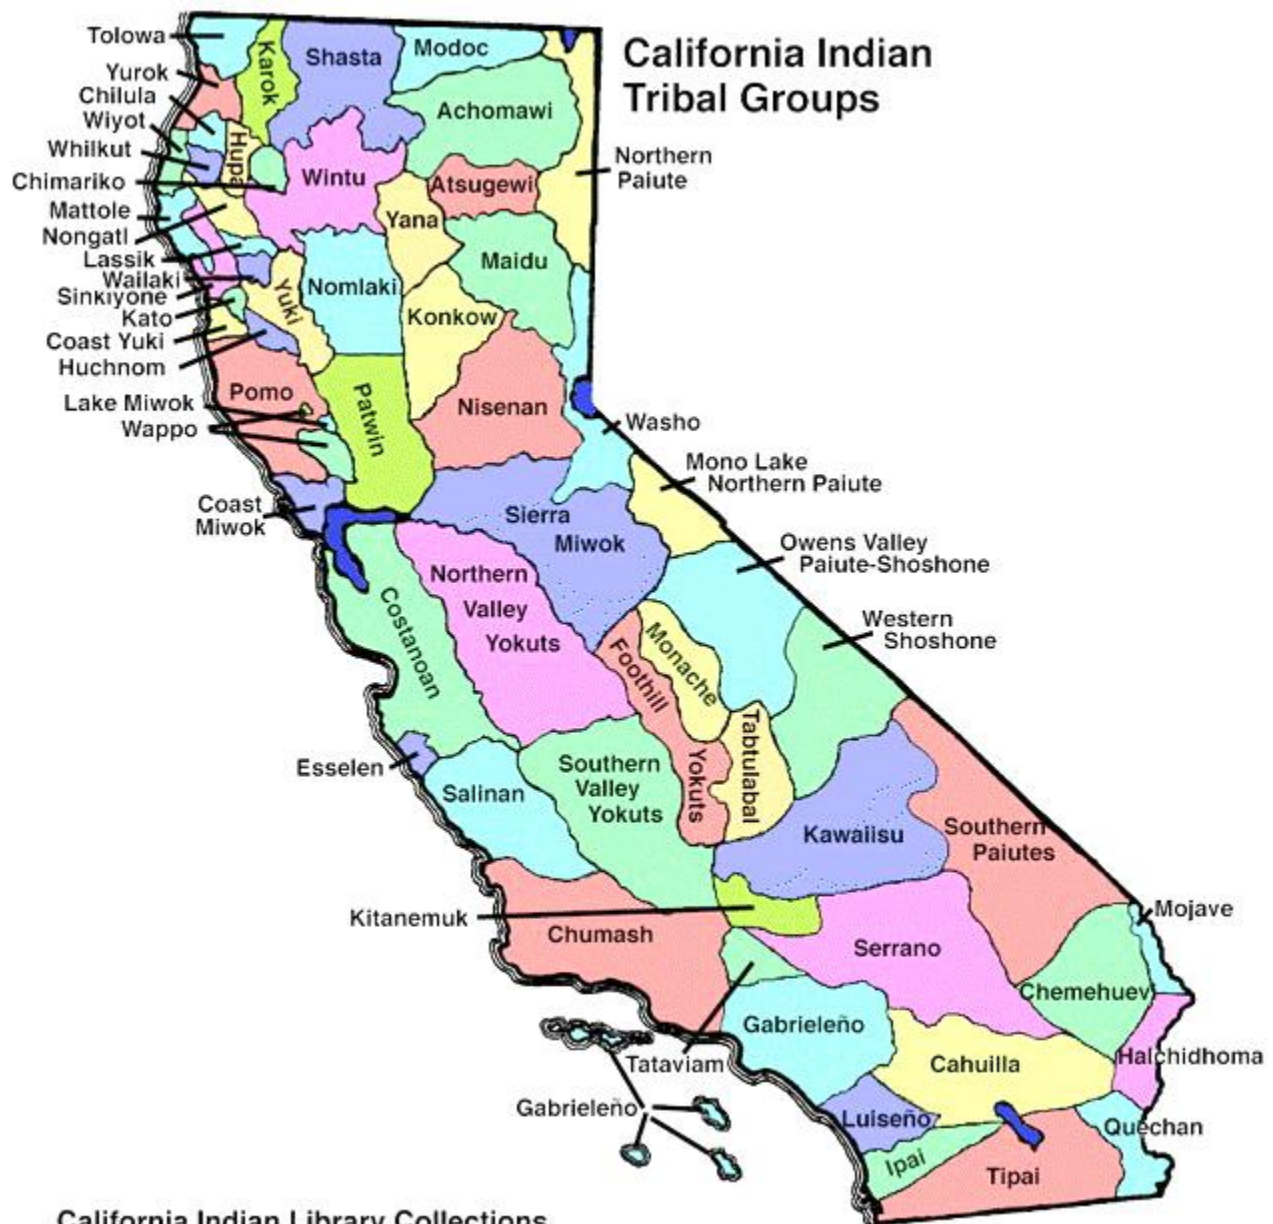 California Indian
Tribal Groups
Tolowa
Yurok
Chilula
Wiyot
Whilkut
Chimariko
Mattole
Nongatl
Lassik
Wailaki
Sinkiyone
Kato
Coast Yuki
Huchnom
Lake Miwok
Wappo
Coast
Miwok
Karok
Shasta
Modoc
Achomawi
Hupa
Wintu
Atsugewi
Northern
Paiute
Yana
Maidu
Yuki
Nomlaki
Konkow
Pomo
Patwin
Nisenan
Washo
Mono Lake
Northern Paiute
Sierra
Miwok
Owens Valley
Paiute-Shoshone
Western
Shoshone
Costanoan
Northern
Valley
Yokuts
Foothill
Yokuts
Monache
Tabtulabal
Esselen
Salinan
Southern
Valley
Yokuts
Kawaiisu
Southern
Paiutes
Kitanemuk
Chumash
Serrano
Mojave
Chemehuev
Gabrieleño
Tataviam
Cahuilla
Halchidhoma
Gabrieleño
Luiseño
Quechan
Ipai
Tipai
California Indian Library Collections